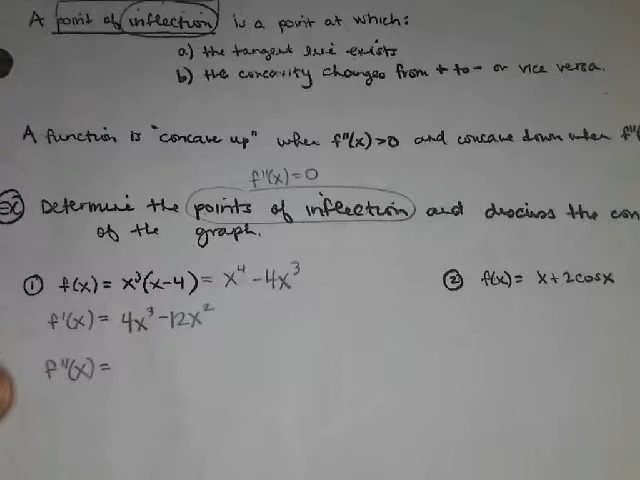 A point of inflection is a point at which:
a) the tangent line exists
b) the concavity changes from + to - or vice versa.
A function is "concave up" when f"(x)>0 and concave down when f"(
f"(x)=0
Ex Determine the points of inflection and discuss the con
of the graph.
① f(x) = x³(x-4) = x⁴ - 4x³
② f(x) = x + 2cosx
f'(x) = 4x³ - 12x²
f"(x) =